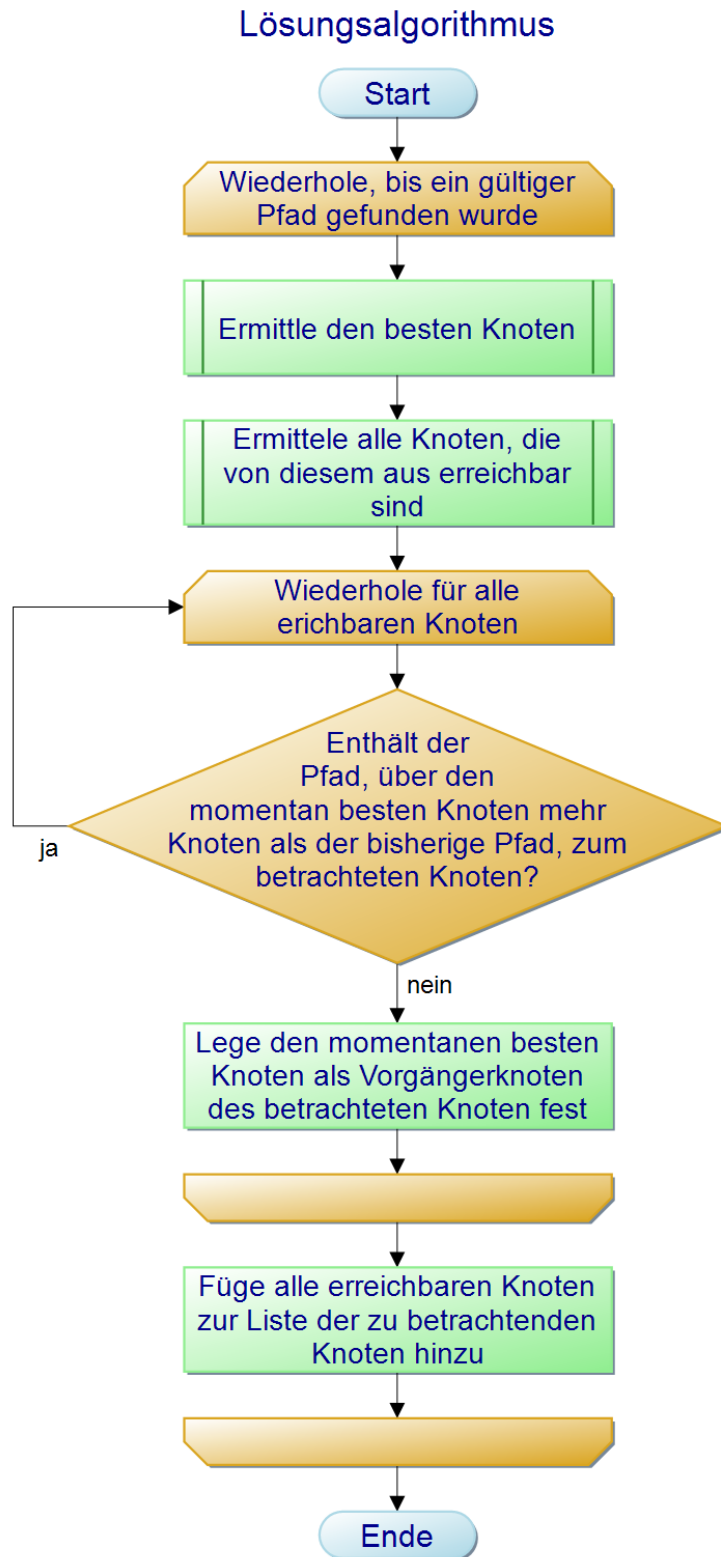 Lösungsalgorithmus
Start
Wiederhole, bis ein gültiger
Pfad gefunden wurde
Ermittle den besten Knoten
Ermittele alle Knoten, die
von diesem aus erreichbar
sind
Wiederhole für alle
erichbaren Knoten
Enthält der
Pfad, über den
momentan besten Knoten mehr
Knoten als der bisherige Pfad, zum
betrachteten Knoten?
ja
nein
Lege den momentanen besten
Knoten als Vorgängerknoten
des betrachteten Knoten fest
Füge alle erreichbaren Knoten
zur Liste der zu betrachtenden
Knoten hinzu
Ende